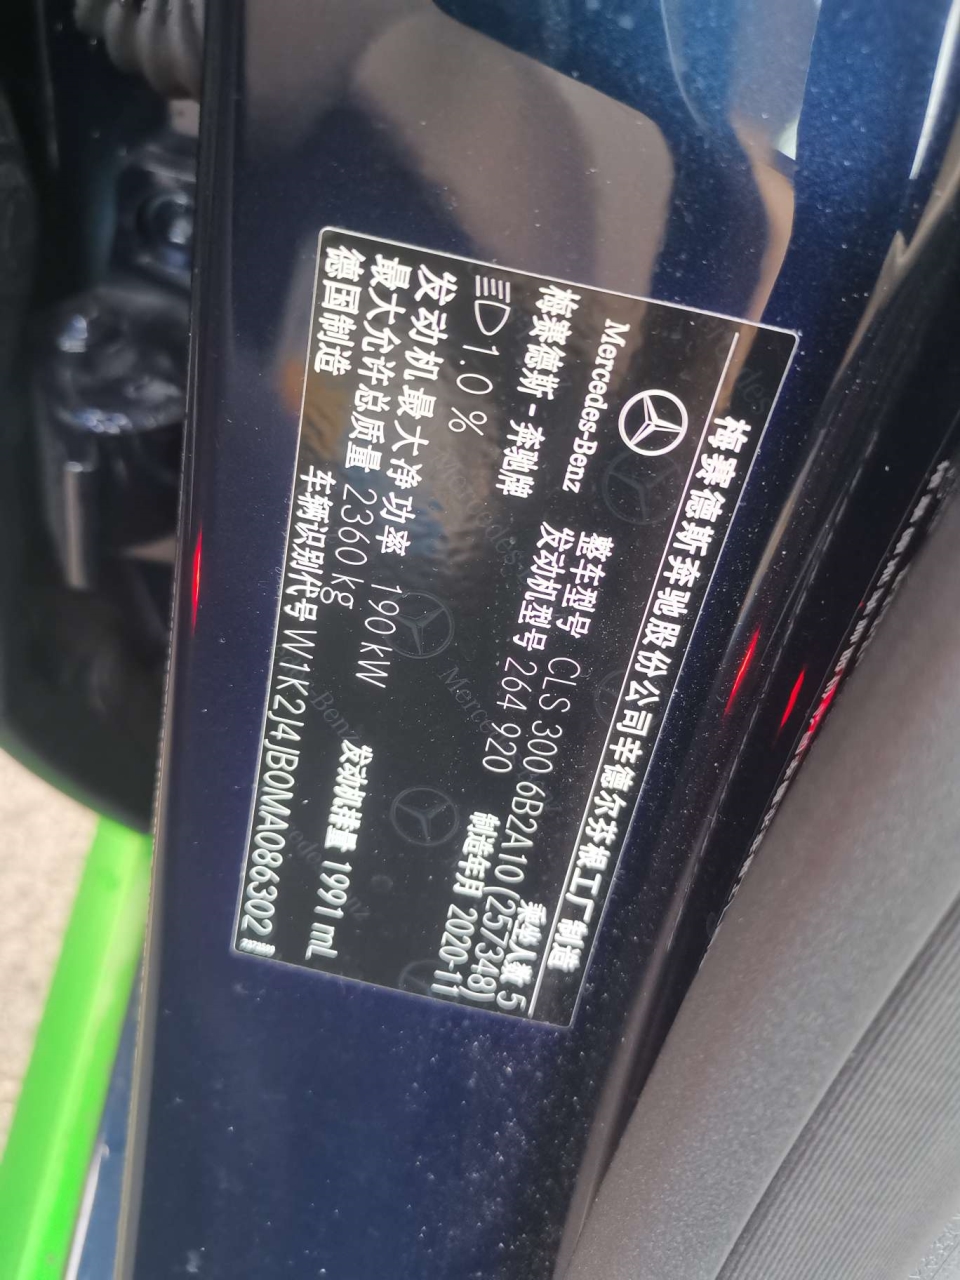 梅赛德斯奔驰股份公司辛德尔芬根工厂制造
Mercedes-Benz
整车型号 CLS 300 6B2A10 (257348)
乘坐人数 5
梅赛德斯-奔驰牌
发动机型号 264 920
制造年月 2020-11
1.0 %
发动机最大净功率 190 kW
发动机排量 1991 mL
最大允许总质量 2360 kg
德国制造
车辆识别代号 W1K2J4JB0MA086302